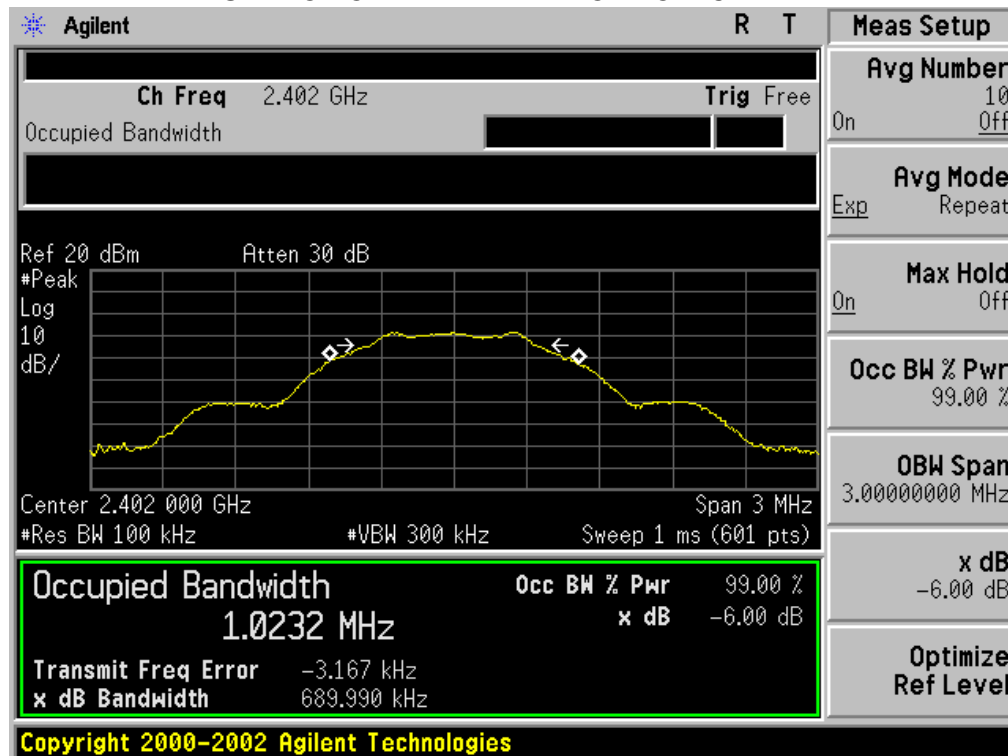 Agilent R T
Ch Freq 2.402 GHz Trig Free
Occupied Bandwidth
Ref 20 dBm Atten 30 dB
#Peak
Log
10
dB/
Center 2.402 000 GHz Span 3 MHz
#Res BW 100 kHz #VBW 300 kHz Sweep 1 ms (601 pts)
Occupied Bandwidth Occ BW % Pwr 99.00 %
1.0232 MHz x dB -6.00 dB
Transmit Freq Error -3.167 kHz
x dB Bandwidth 689.990 kHz
Copyright 2000-2002 Agilent Technologies
Meas Setup
Avg Number
10
On Off
Avg Mode
Exp Repeat
Max Hold
On Off
Occ BW % Pwr
99.00 %
OBW Span
3.00000000 MHz
x dB
-6.00 dB
Optimize
Ref Level